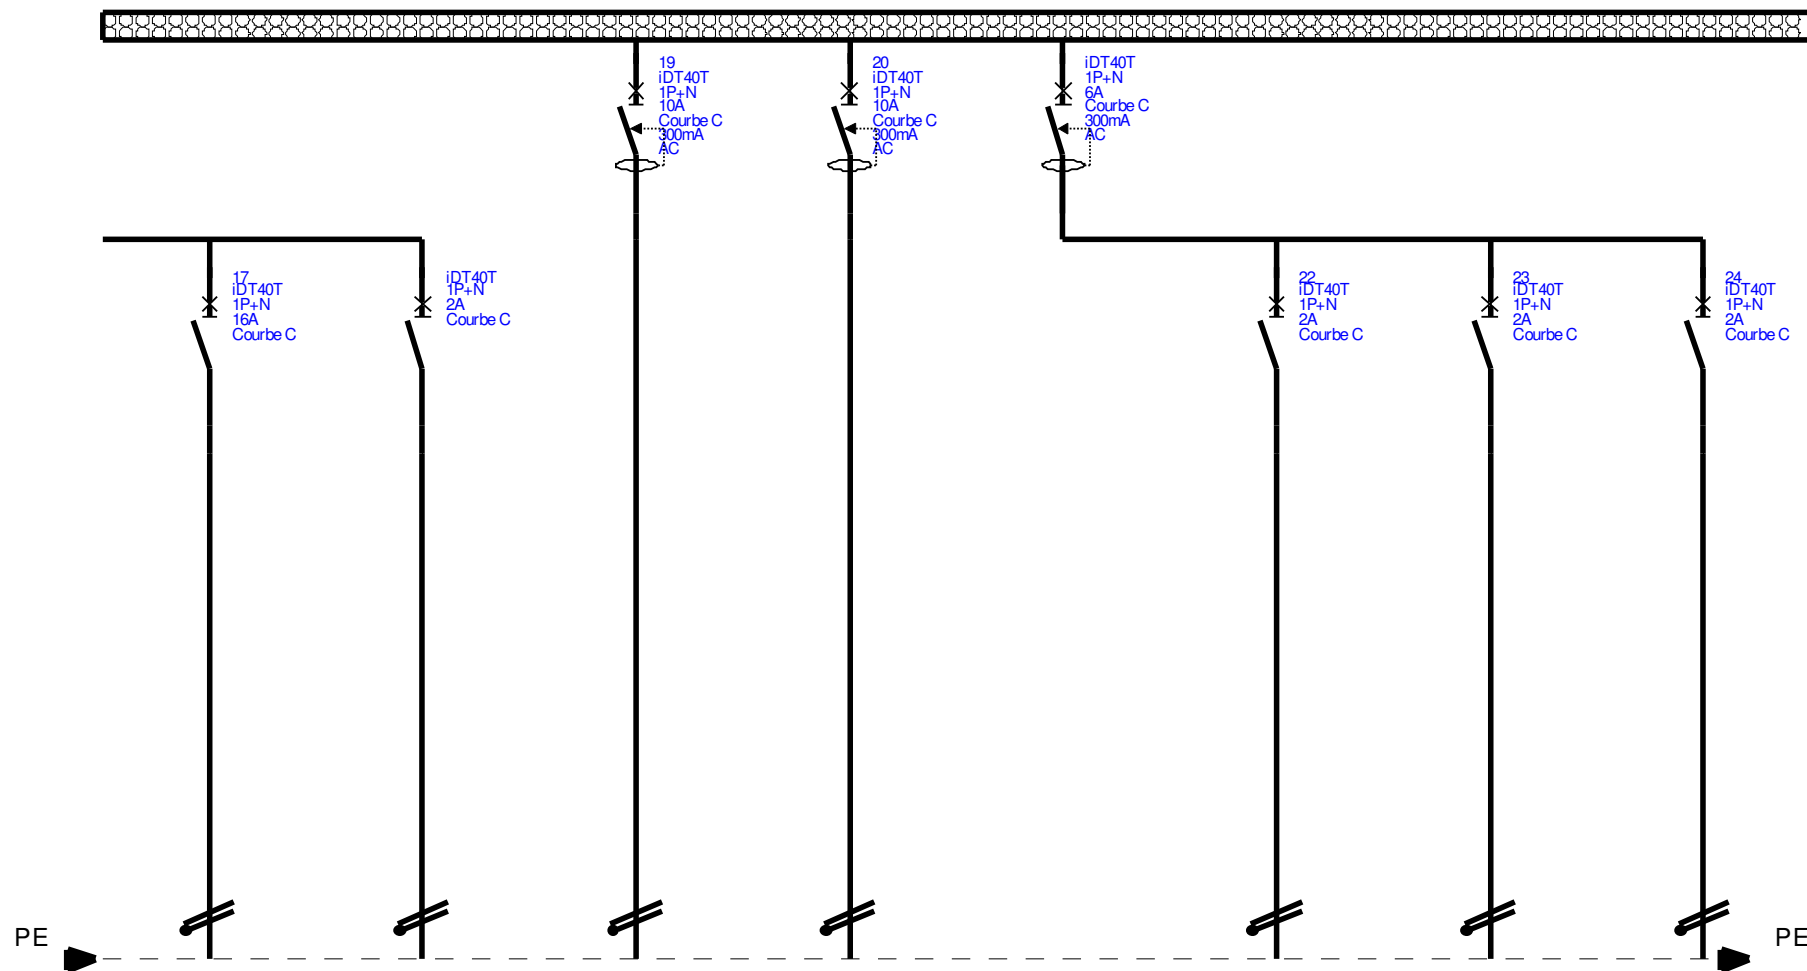 19
iDT40T
1P+N
10A
Courbe C
300mA
AC
20
iDT40T
1P+N
10A
Courbe C
300mA
AC
iDT40T
1P+N
6A
Courbe C
300mA
AC
17
iDT40T
1P+N
16A
Courbe C
iDT40T
1P+N
2A
Courbe C
22
iDT40T
1P+N
2A
Courbe C
23
iDT40T
1P+N
2A
Courbe C
24
iDT40T
1P+N
2A
Courbe C
PE
PE